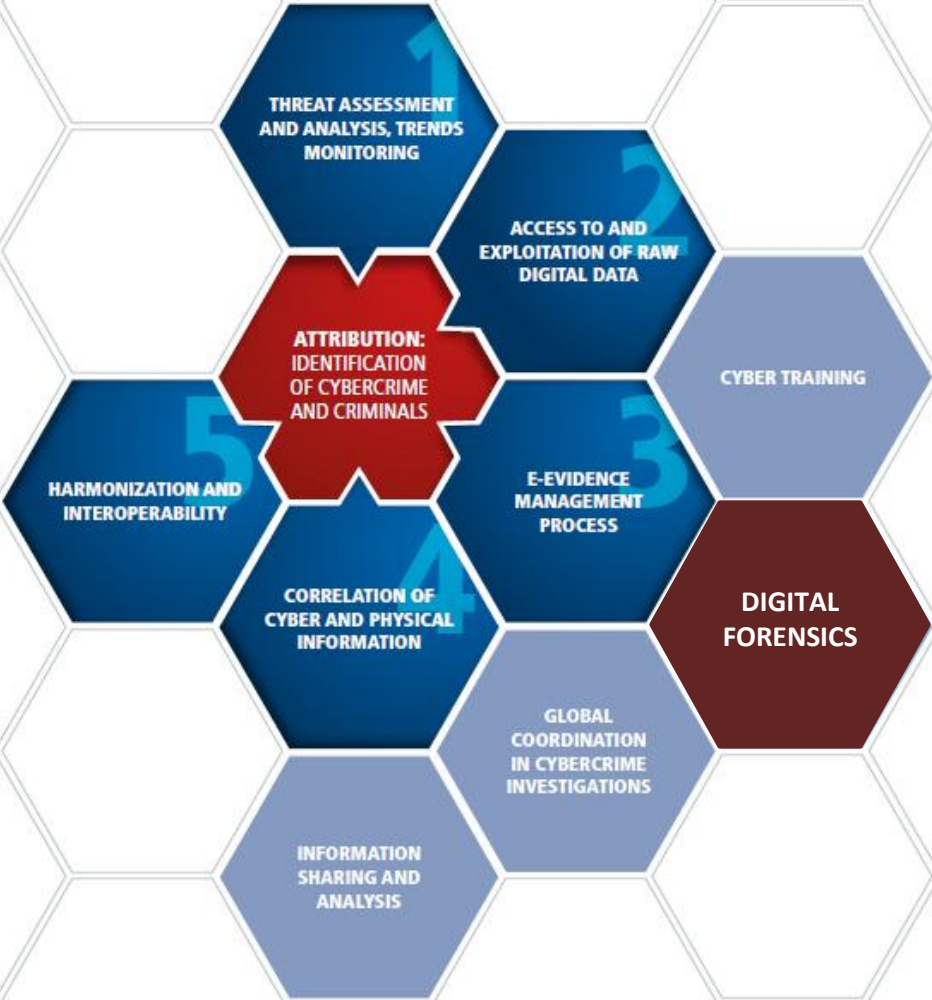 1
THREAT ASSESSMENT
AND ANALYSIS, TRENDS
MONITORING
2
ACCESS TO AND
EXPLOITATION OF RAW
DIGITAL DATA
ATTRIBUTION:
IDENTIFICATION
OF CYBERCRIME
AND CRIMINALS
CYBER TRAINING
5
HARMONIZATION AND
INTEROPERABILITY
3
E-EVIDENCE
MANAGEMENT
PROCESS
4
CORRELATION OF
CYBER AND PHYSICAL
INFORMATION
DIGITAL
FORENSICS
GLOBAL
COORDINATION
IN CYBERCRIME
INVESTIGATIONS
INFORMATION
SHARING AND
ANALYSIS